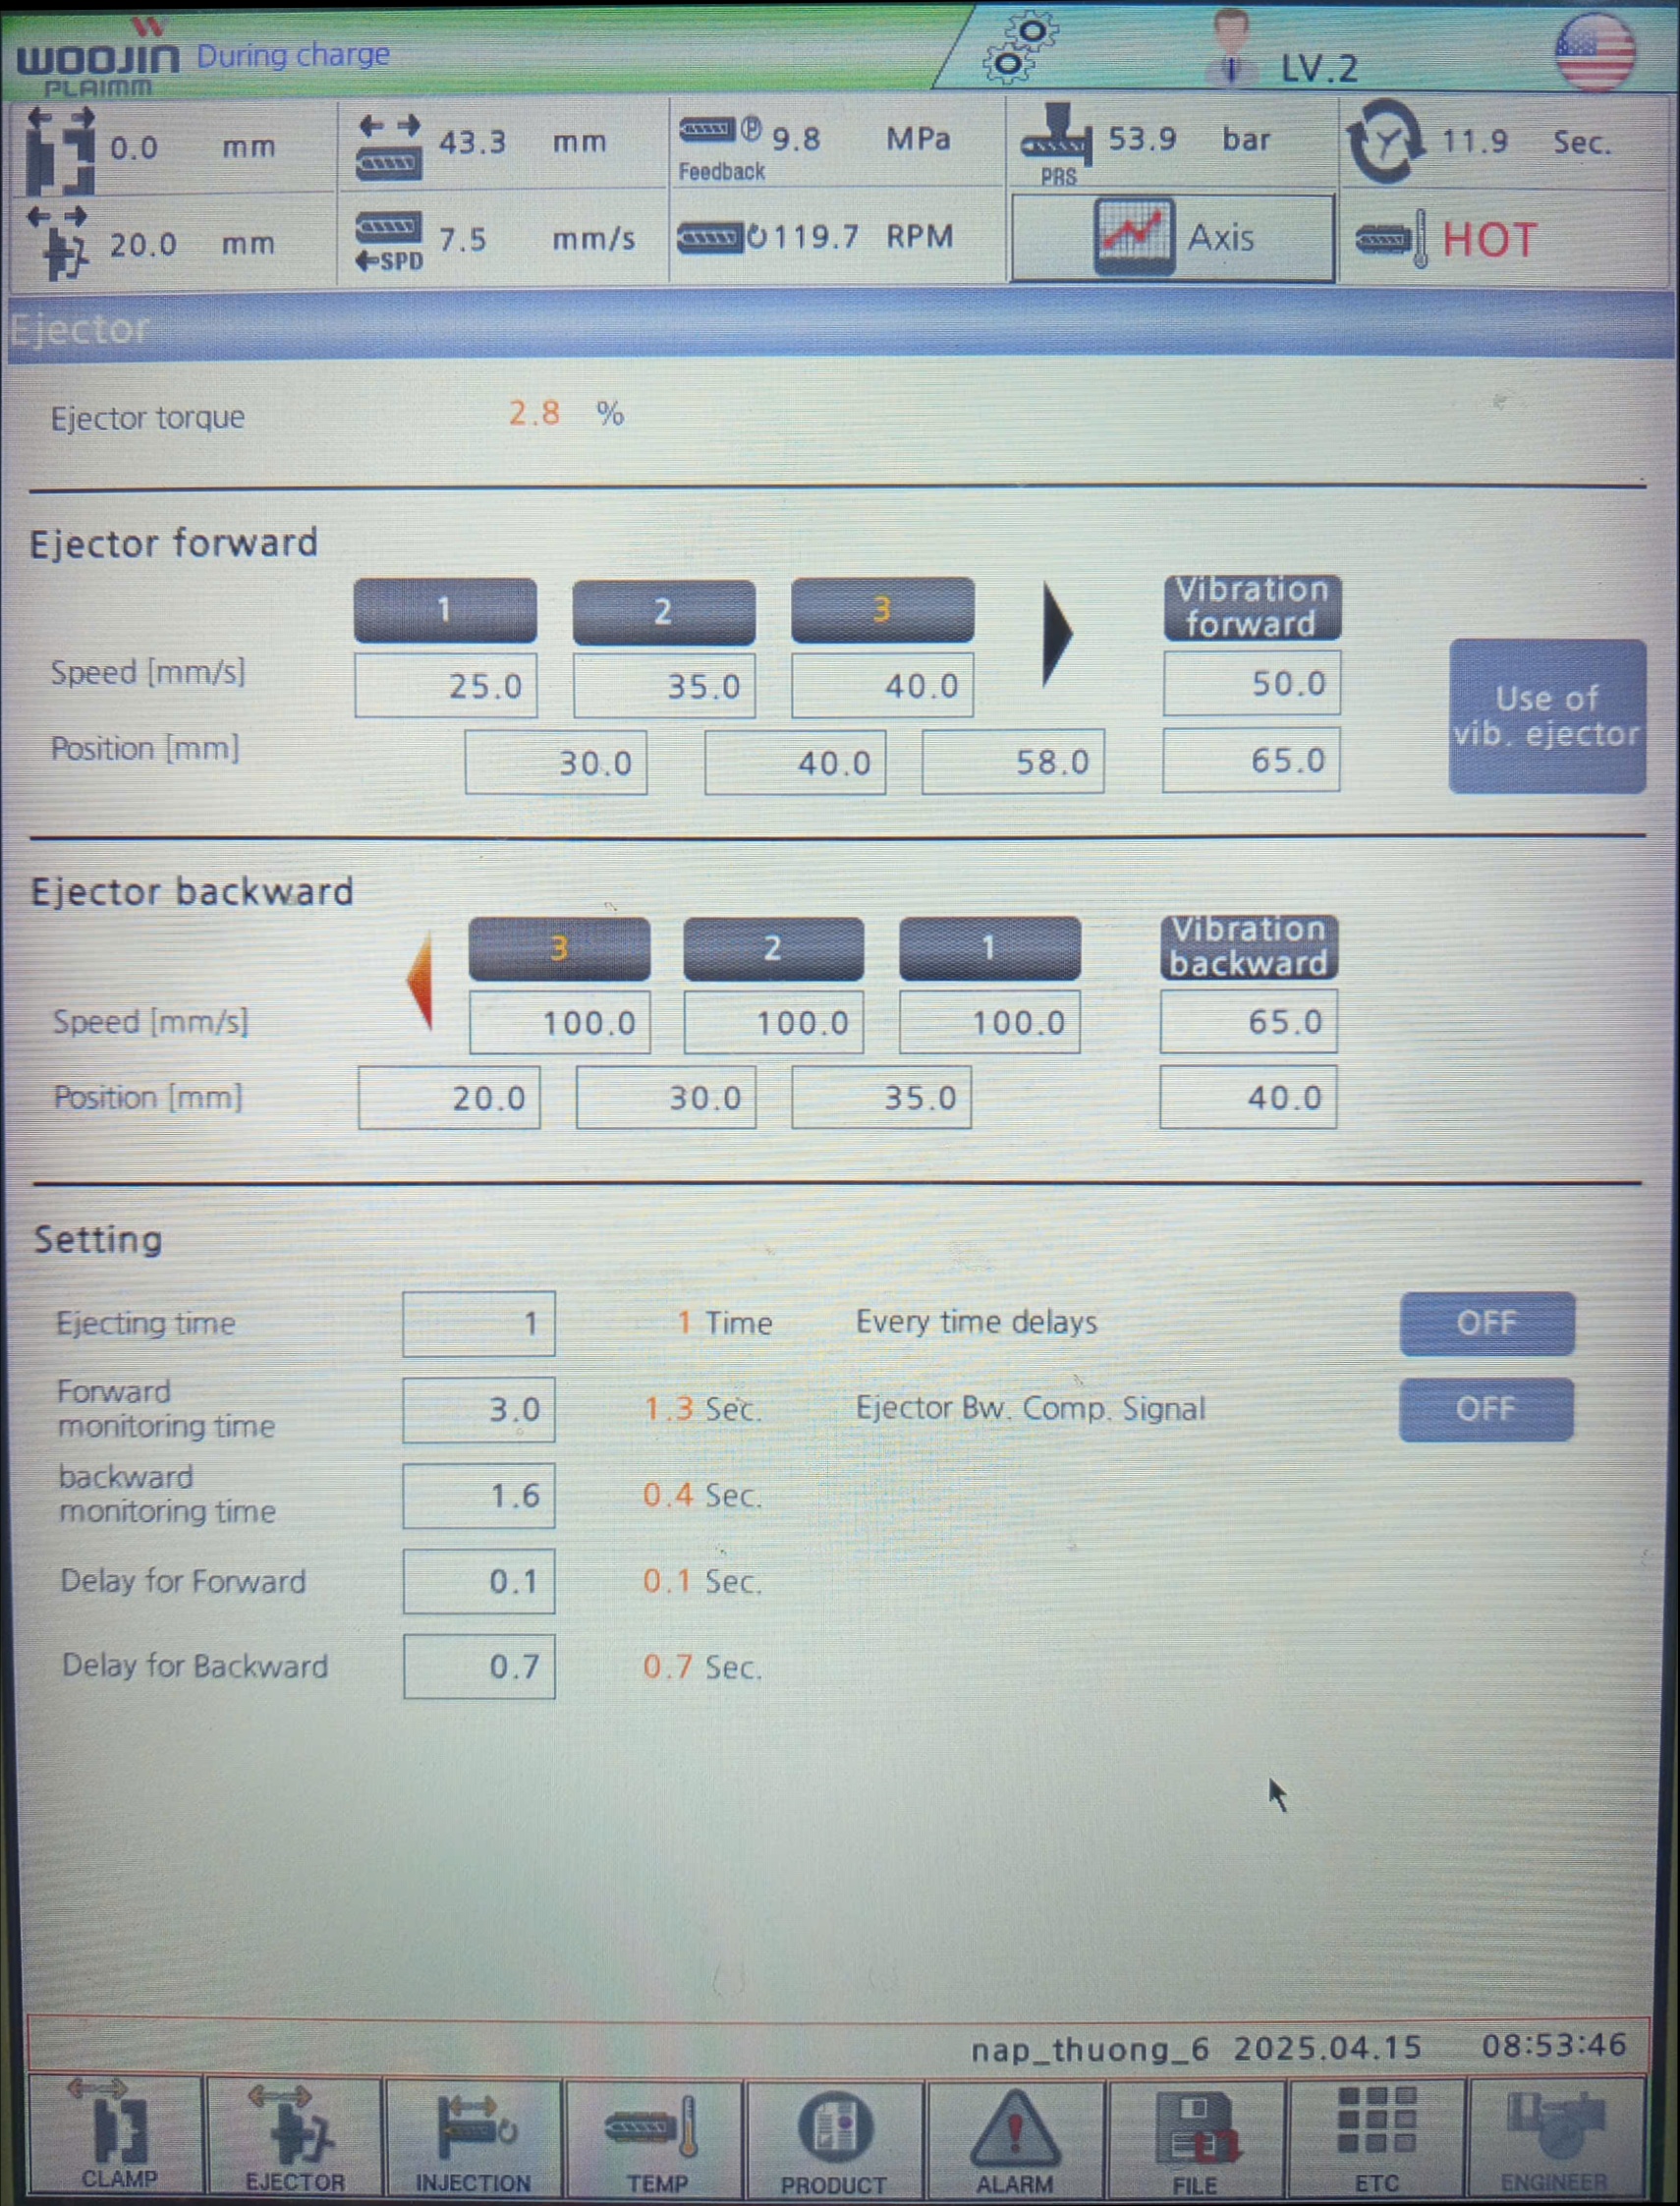 WOOJIN PLAIMM During charge LV.2
0.0 mm 43.3 mm Ⓟ 9.8 MPa 53.9 bar 11.9 Sec.
Feedback PRS
20.0 mm 7.5 mm/s 119.7 RPM Axis HOT
SPD
Ejector
Ejector torque 2.8 %
Ejector forward
1 2 3 Vibration forward
Speed [mm/s] 25.0 35.0 40.0 50.0
Position [mm] 30.0 40.0 58.0 65.0
Use of
vib. ejector
Ejector backward
3 2 1 Vibration backward
Speed [mm/s] 100.0 100.0 100.0 65.0
Position [mm] 20.0 30.0 35.0 40.0
Setting
Ejecting time 1 1 Time Every time delays OFF
Forward
monitoring time 3.0 1.3 Sec. Ejector Bw. Comp. Signal OFF
backward
monitoring time 1.6 0.4 Sec.
Delay for Forward 0.1 0.1 Sec.
Delay for Backward 0.7 0.7 Sec.
nap_thuong_6 2025.04.15 08:53:46
CLAMP EJECTOR INJECTION TEMP PRODUCT ALARM FILE ETC ENGINEER